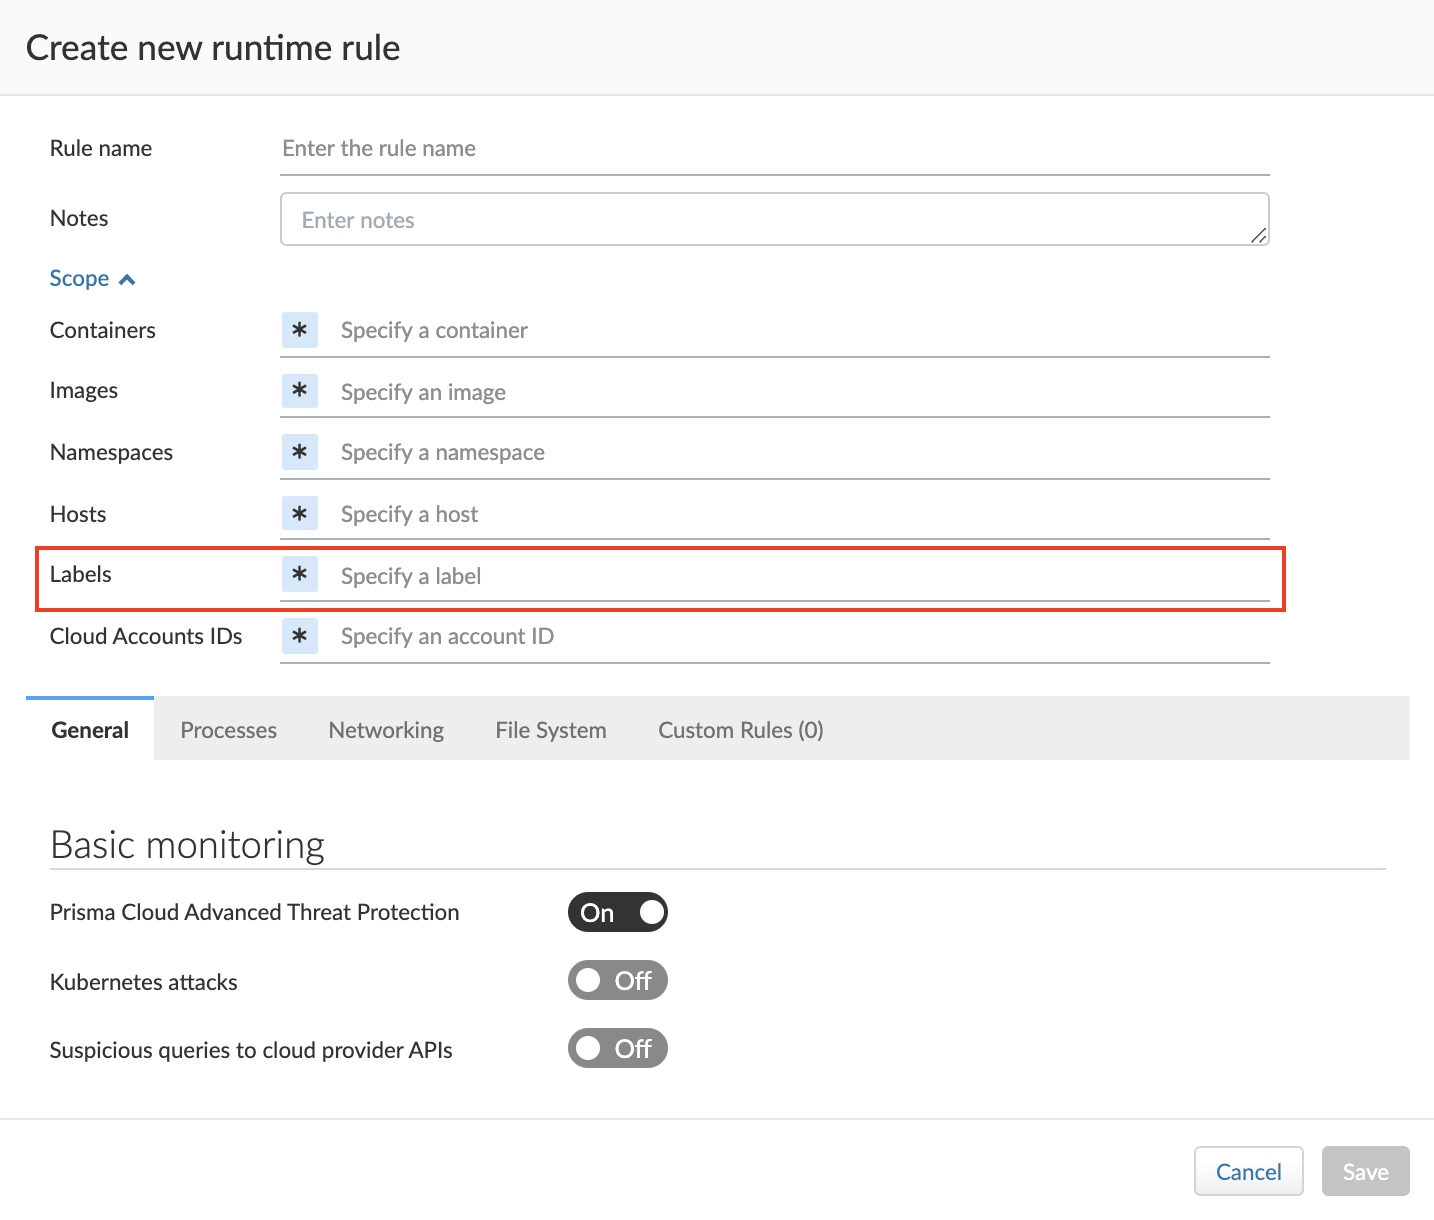 Create new runtime rule
Rule name Enter the rule name
Notes Enter notes
Scope
Containers * Specify a container
Images * Specify an image
Namespaces * Specify a namespace
Hosts * Specify a host
Labels * Specify a label
Cloud Accounts IDs * Specify an account ID
General Processes Networking File System Custom Rules (0)
Basic monitoring
Prisma Cloud Advanced Threat Protection On
Kubernetes attacks Off
Suspicious queries to cloud provider APIs Off
Cancel Save